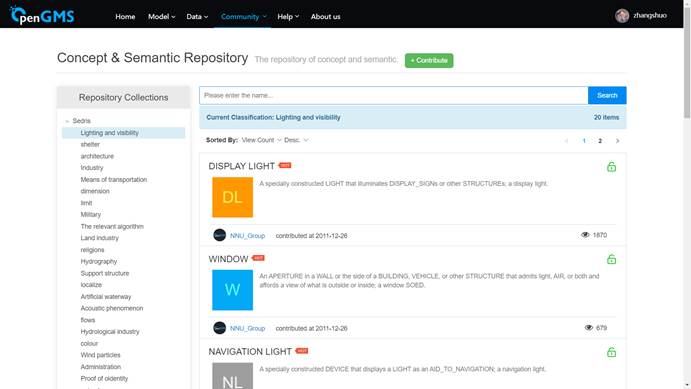 OpenGMS Home Model Data Community Help About us zhangshuo
Concept & Semantic Repository The repository of concept and semantic. + Contribute
Repository Collections
Sedris
Lighting and visibility
shelter
architecture
Industry
Means of transportation
dimension
limit
Military
The relevant algorithm
Land industry
religions
Hydrography
Support structure
localize
Artificial waterway
Acoustic phenomenon
flows
Hydrological industry
colour
Wind particles
Administration
Proof of oidentity
Please enter the name... Search
Current Classification: Lighting and visibility 20 items
Sorted By: View Count Desc. < 1 2 >
DISPLAY LIGHT HOT
DL
A specially constructed LIGHT that illuminates DISPLAY_SIGNs or other STRUCTUREs; a display light.
NNU_Group contributed at 2011-12-26 1870
WINDOW HOT
W
An APERTURE in a WALL or the side of a BUILDING, VEHICLE, or other STRUCTURE that admits light, AIR, or both and
affords a view of what is outside or inside; a window SOED.
NNU_Group contributed at 2011-12-26 679
NAVIGATION LIGHT HOT
NL
A specially constructed DEVICE that displays a LIGHT as an AID_TO_NAVIGATION; a navigation light.